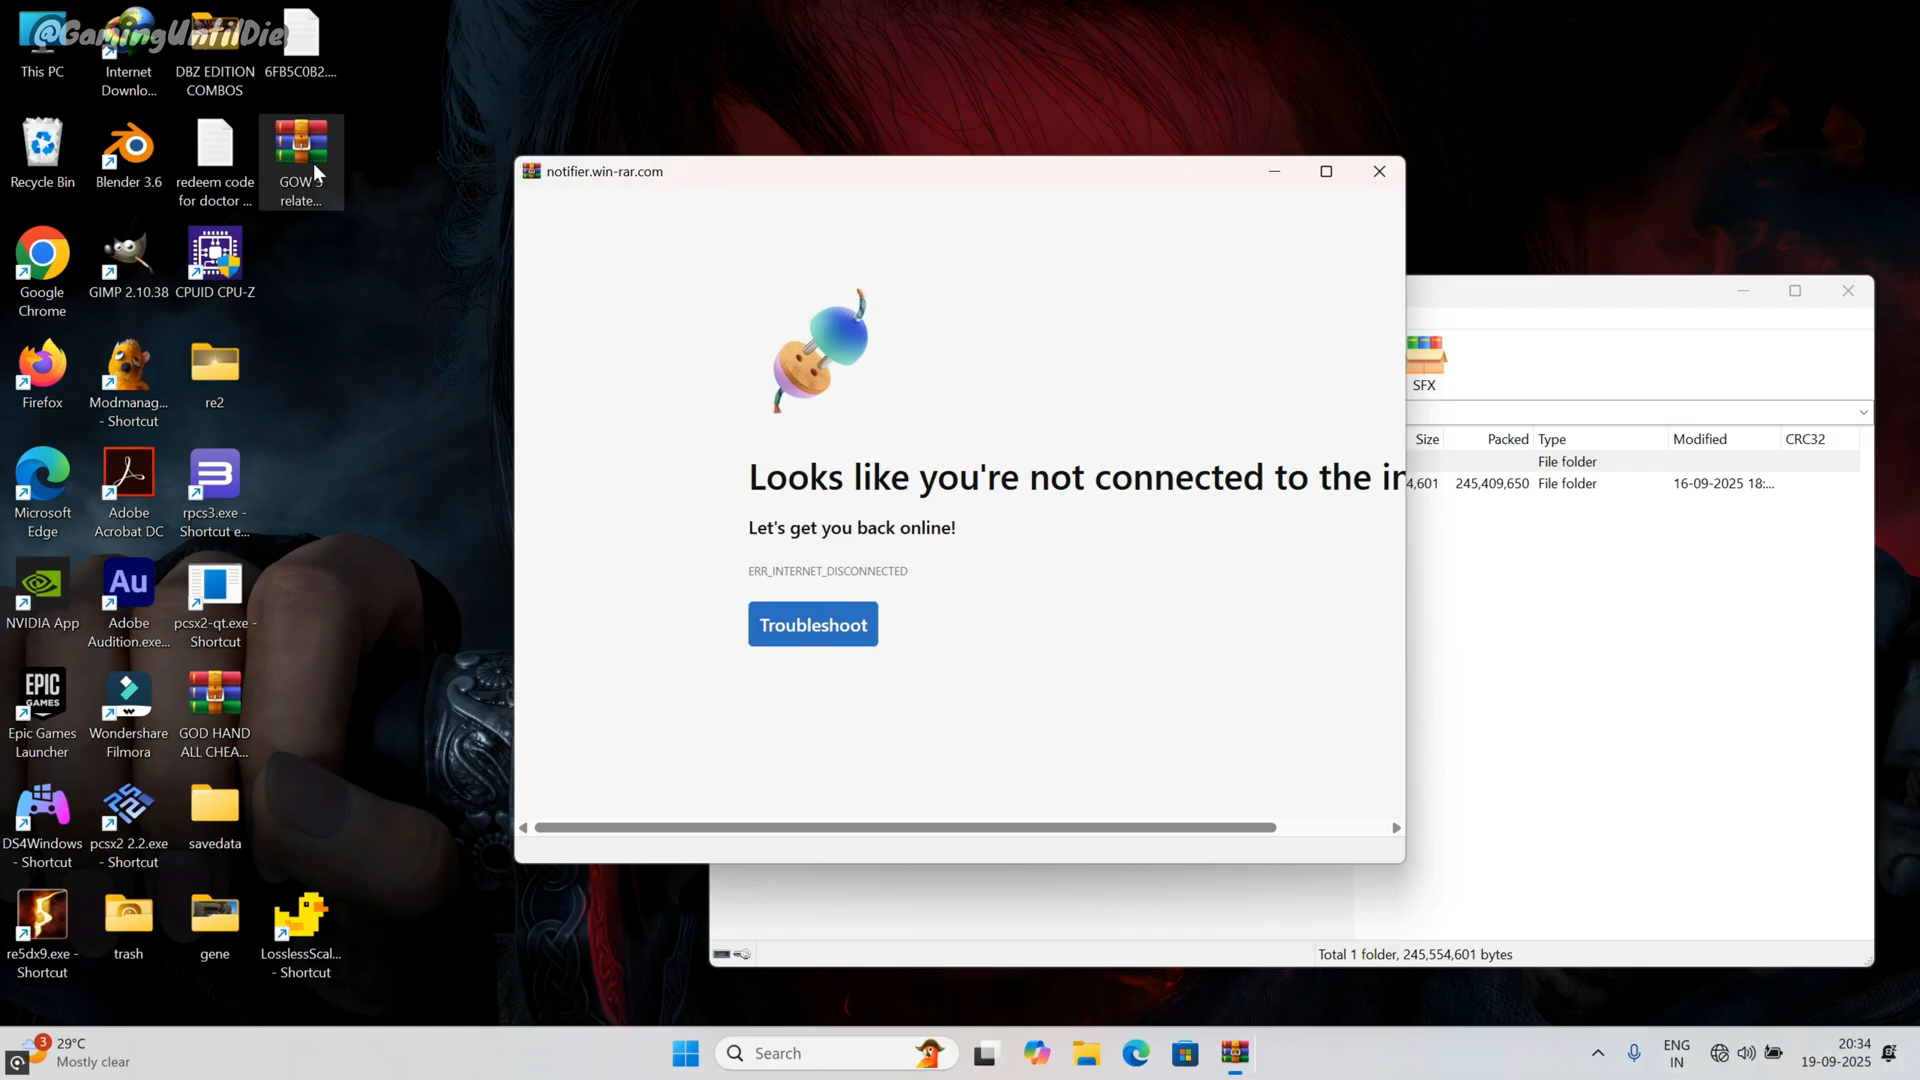 @GamingUntilDie
This PC
Internet
Downlo...
DBZ EDITION
COMBOS
6FB5C0B2....
Recycle Bin
Blender 3.6
redeem code
for doctor ...
GOW 3
relate...
Google
Chrome
GIMP 2.10.38
CPUID CPU-Z
Firefox
Modmanag...
- Shortcut
re2
Microsoft
Edge
Adobe
Acrobat DC
rpcs3.exe -
Shortcut e...
NVIDIA App
Au
Adobe
Audition.exe...
pcsx2-qt.exe -
Shortcut
EPIC
GAMES
Epic Games
Launcher
Wondershare
Filmora
GOD HAND
ALL CHEA...
DS4Windows
- Shortcut
pcsx2 2.2.exe
- Shortcut
savedata
re5dx9.exe -
Shortcut
trash
gene
LosslessScal...
- Shortcut
notifier.win-rar.com
Looks like you're not connected to the in
Let's get you back online!
ERR_INTERNET_DISCONNECTED
Troubleshoot
SFX
Size Packed Type Modified CRC32
File folder
4,601 245,409,650 File folder 16-09-2025 18:...
Total 1 folder, 245,554,601 bytes
3
29°C
Mostly clear
Search
ENG
IN
20:34
19-09-2025